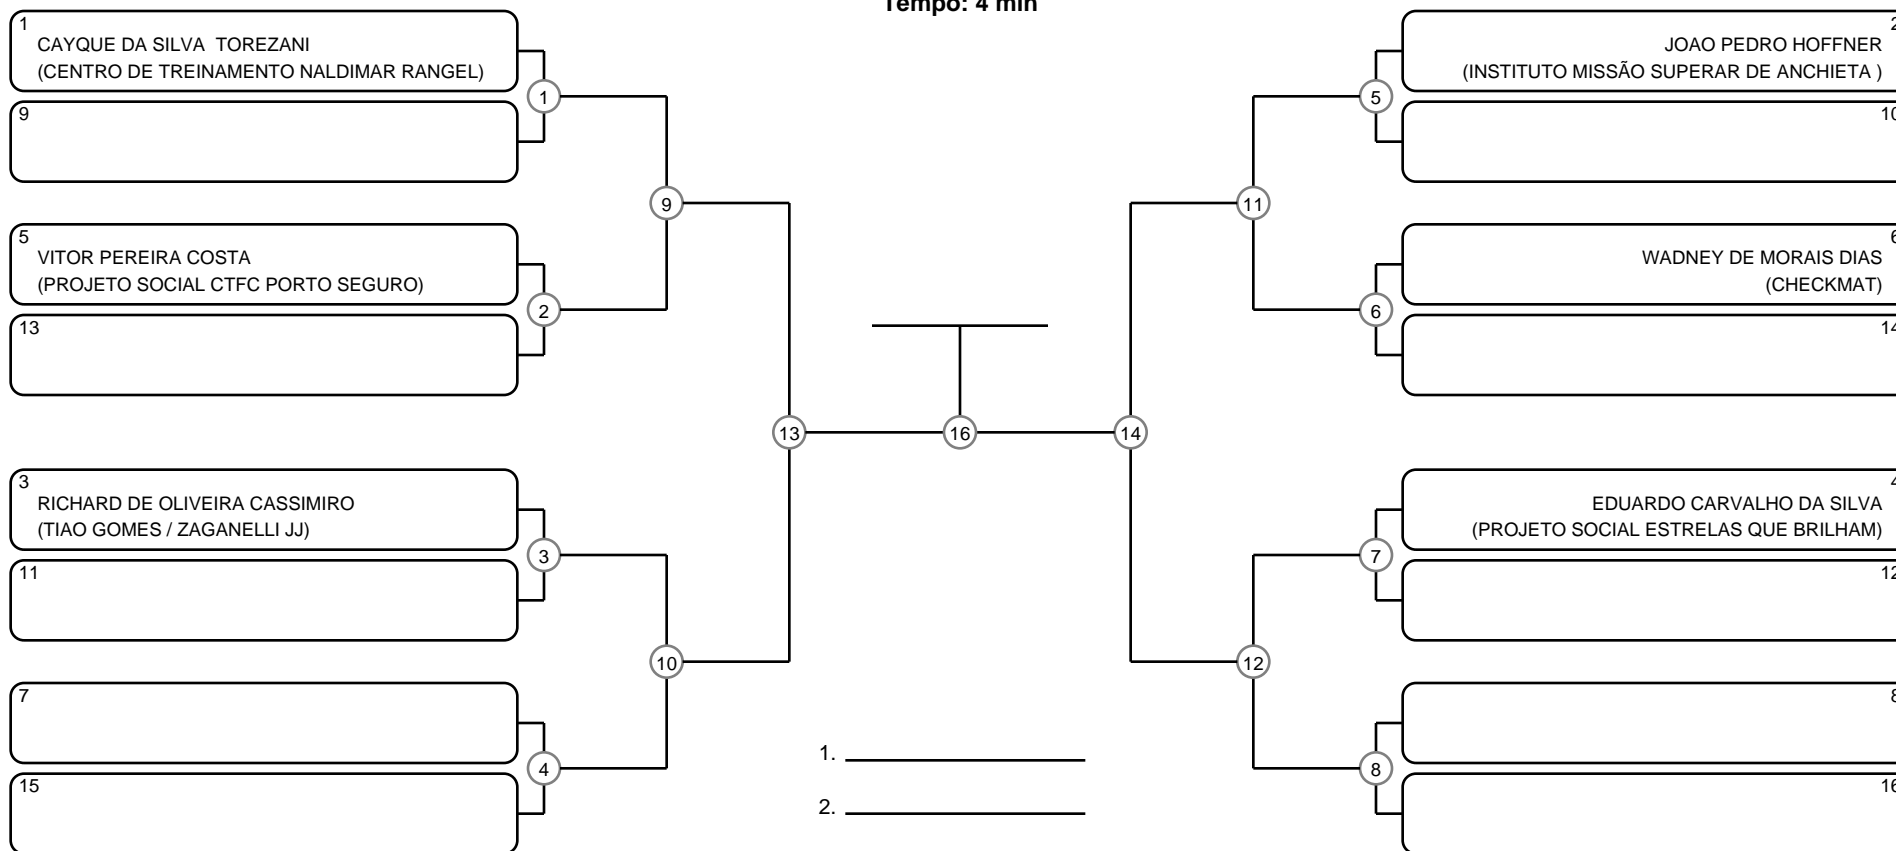 Tempo: 4 min
1
CAYQUE DA SILVA TOREZANI
(CENTRO DE TREINAMENTO NALDIMAR RANGEL)
9
1
5
VITOR PEREIRA COSTA
(PROJETO SOCIAL CTFC PORTO SEGURO)
13
2
9
3
RICHARD DE OLIVEIRA CASSIMIRO
(TIAO GOMES / ZAGANELLI JJ)
11
3
7
15
4
10
13
16
14
2
JOAO PEDRO HOFFNER
(INSTITUTO MISSÃO SUPERAR DE ANCHIETA )
10
5
6
WADNEY DE MORAIS DIAS
(CHECKMAT)
14
6
11
4
EDUARDO CARVALHO DA SILVA
(PROJETO SOCIAL ESTRELAS QUE BRILHAM)
12
7
8
16
8
12
1.
2.